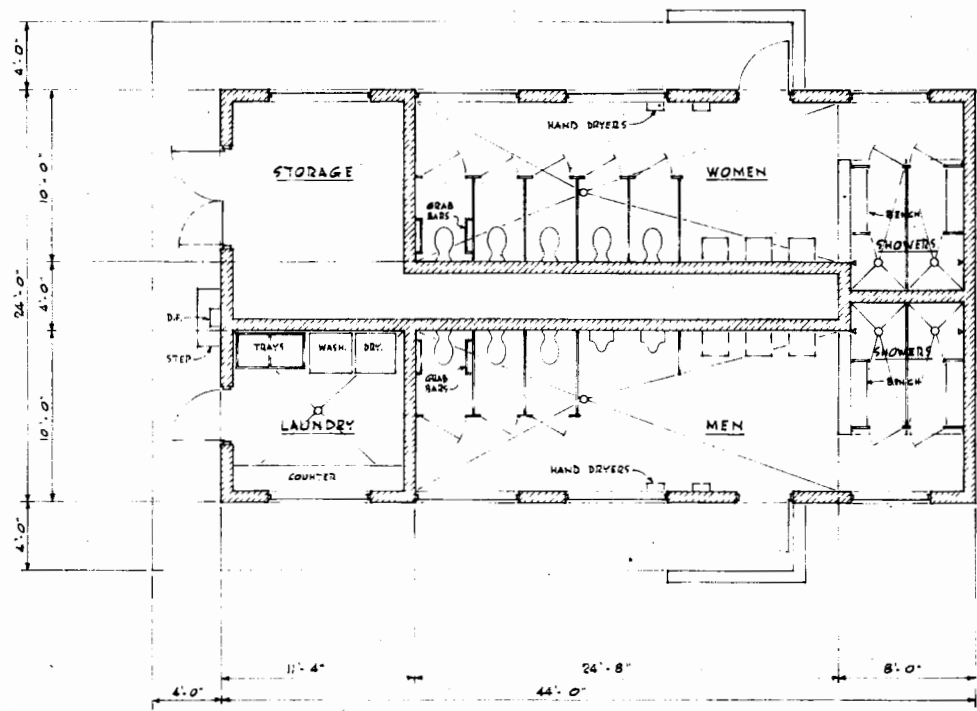 4'-0"
HAND DRYERS
STORAGE
WOMEN
10'-0"
GRAB
BARS
BENCH
SHOWERS
24'-0"
4'-0"
D.F.
STEP
TRAYS
WASH.
DRY.
GRAB
BARS
SHOWERS
BENCH
10'-0"
LAUNDRY
MEN
COUNTER
HAND DRYERS
4'-0"
11'-4"
24'-8"
8'-0"
4'-0"
44'-0"